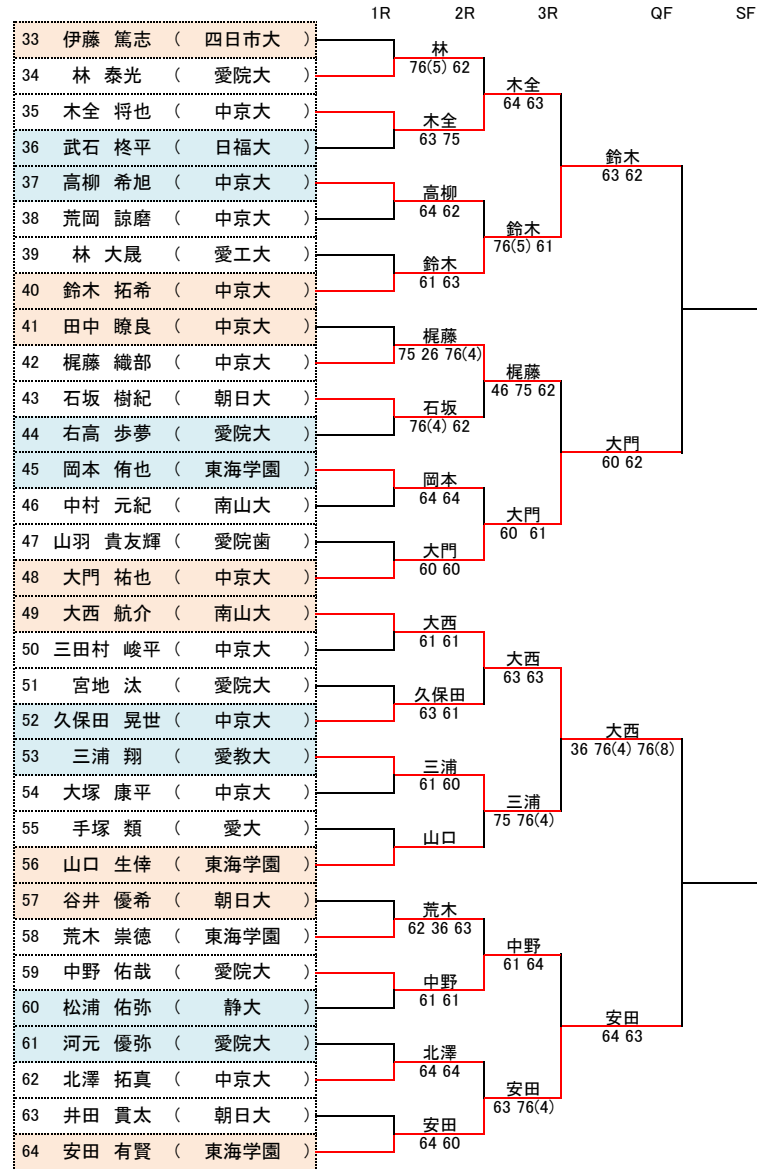 1R 2R 3R QF SF
33 伊藤 篤志 ( 四日市大 )
林
34 林 泰光 ( 愛院大 )
76(5) 62
木全
35 木全 将也 ( 中京大 )
64 63
木全
36 武石 柊平 ( 日福大 )
63 75
鈴木
37 高柳 希旭 ( 中京大 )
63 62
高柳
38 荒岡 諒磨 ( 中京大 )
64 62
鈴木
39 林 大晟 ( 愛工大 )
76(5) 61
鈴木
40 鈴木 拓希 ( 中京大 )
61 63
41 田中 瞭良 ( 中京大 )
梶藤
42 梶藤 織部 ( 中京大 )
75 26 76(4)
梶藤
43 石坂 樹紀 ( 朝日大 )
46 75 62
石坂
44 右高 歩夢 ( 愛院大 )
76(4) 62
大門
45 岡本 侑也 ( 東海学園 )
60 62
岡本
46 中村 元紀 ( 南山大 )
64 64
大門
47 山羽 貴友輝 ( 愛院歯 )
60 61
大門
48 大門 祐也 ( 中京大 )
60 60
49 大西 航介 ( 南山大 )
大西
50 三田村 峻平 ( 中京大 )
61 61
大西
51 宮地 汰 ( 愛院大 )
63 63
久保田
52 久保田 晃世 ( 中京大 )
63 61
大西
53 三浦 翔 ( 愛教大 )
36 76(4) 76(8)
三浦
54 大塚 康平 ( 中京大 )
61 60
三浦
55 手塚 類 ( 愛大 )
75 76(4)
山口
56 山口 生倖 ( 東海学園 )
57 谷井 優希 ( 朝日大 )
荒木
58 荒木 崇徳 ( 東海学園 )
62 36 63
中野
59 中野 佑哉 ( 愛院大 )
61 64
中野
60 松浦 佑弥 ( 静大 )
61 61
安田
61 河元 優弥 ( 愛院大 )
64 63
北澤
62 北澤 拓真 ( 中京大 )
64 64
安田
63 井田 貫太 ( 朝日大 )
63 76(4)
安田
64 安田 有賢 ( 東海学園 )
64 60